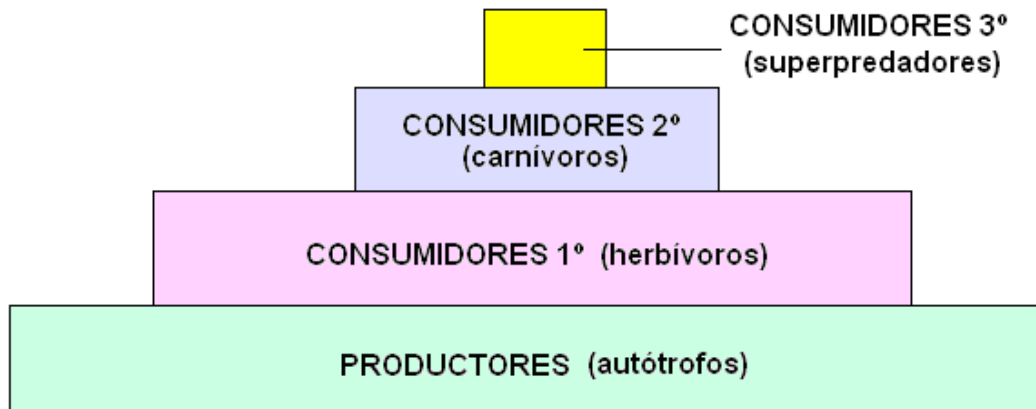 CONSUMIDORES 3º
(superpredadores)
CONSUMIDORES 2º
(carnívoros)
CONSUMIDORES 1º (herbívoros)
PRODUCTORES (autótrofos)